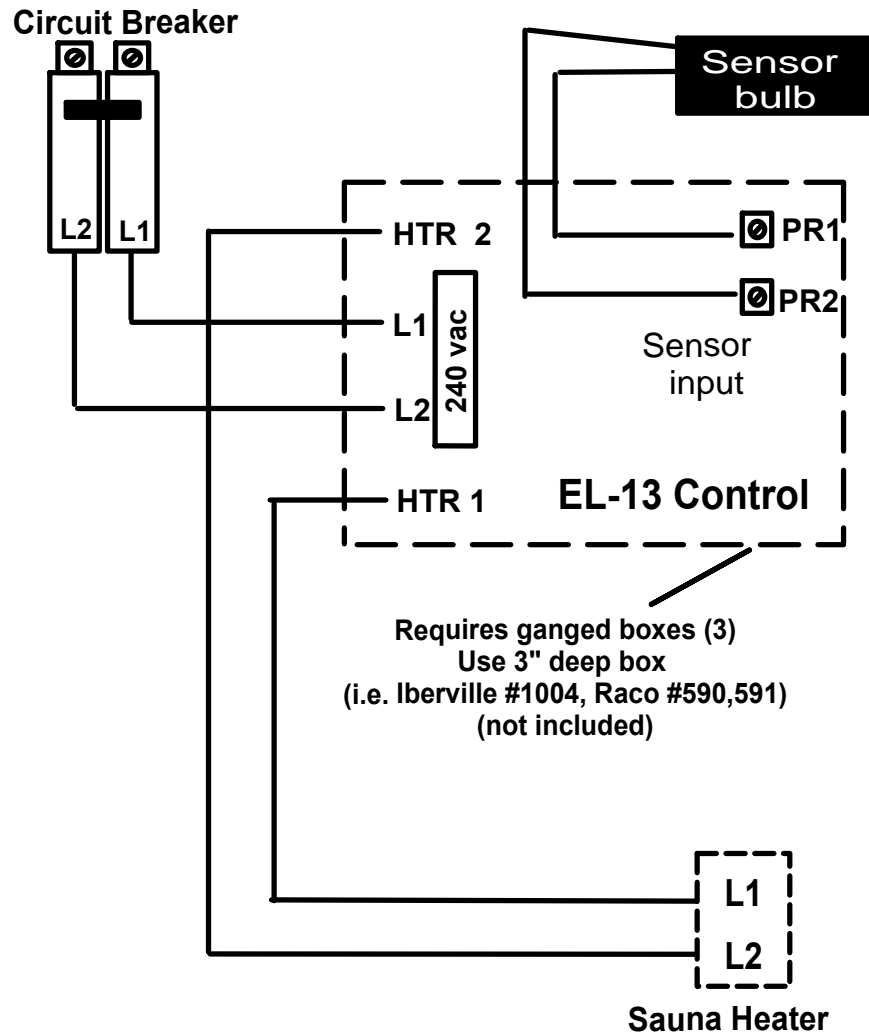 Circuit Breaker
L2
L1
Sensor
bulb
HTR 2
L1
240 vac
L2
HTR 1
PR1
PR2
Sensor
input
EL-13 Control
Requires ganged boxes (3)
Use 3" deep box
(i.e. Iberville #1004, Raco #590,591)
(not included)
L1
L2
Sauna Heater